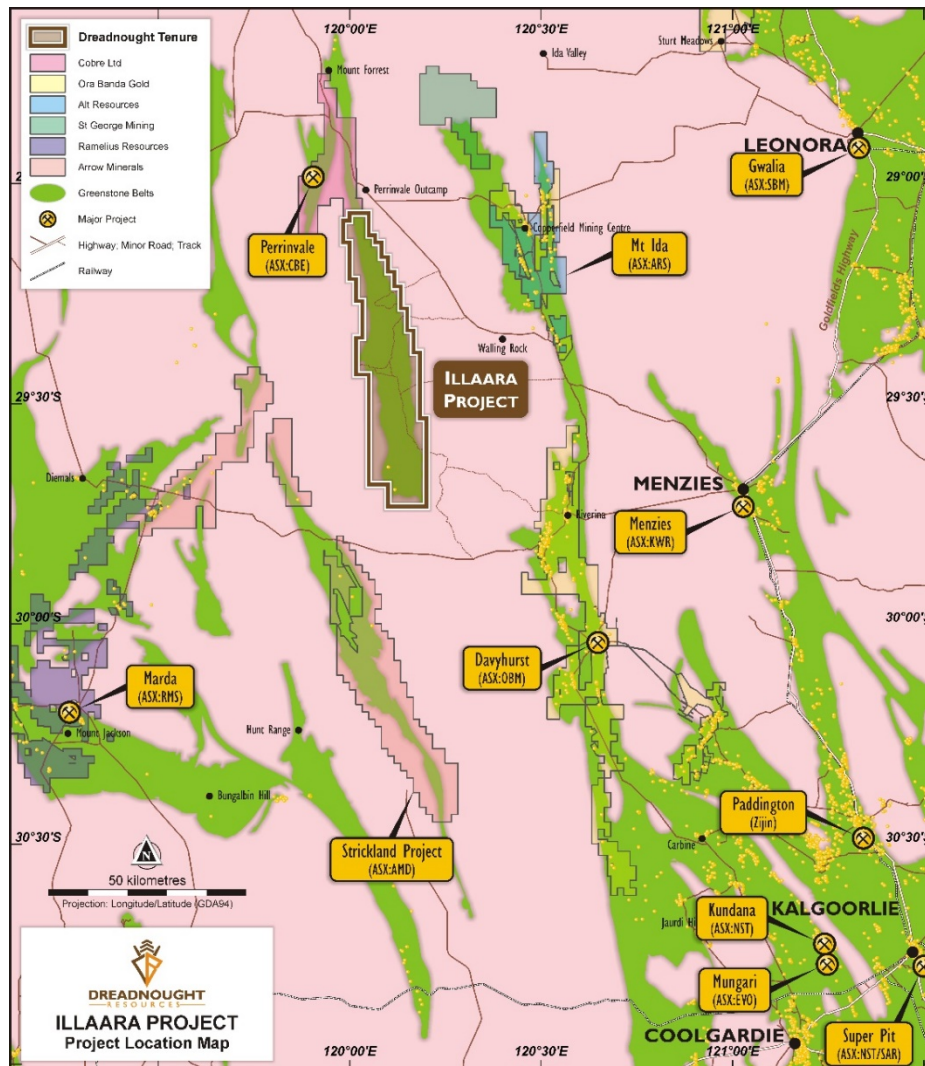 Dreadnought Tenure
Cobre Ltd
Ora Banda Gold
Alt Resources
St George Mining
Ramelius Resources
Arrow Minerals
Greenstone Belts
Major Project
Highway; Minor Road; Track
Railway
120°00'E
120°30'E
121°00'E
Sturt Meadows
Ida Valley
Mount Forrest
LEONORA
Gwalia
(ASX:SBM)
29°00'S
Perrinvale Outcamp
Perrinvale
(ASX:CBE)
Copperfield Mining Centre
Mt Ida
(ASX:ARS)
Goldfields Highway
Walling Rock
ILLAARA
PROJECT
29°30'S
29°30'S
Diemals
MENZIES
Menzies
(ASX:KWR)
Riverina
30°00'S
30°00'S
Davyhurst
(ASX:OBM)
Marda
(ASX:RMS)
Mount Jackson
Hunt Range
Bungalbin Hill
Paddington
(Zijin)
30°30'S
30°30'S
Carbine
Strickland Project
(ASX:AMD)
N
50 kilometres
Projection: Longitude/Latitude (GDA94)
Kundana
(ASX:NST)
KALGOORLIE
Jaurdi
Mungari
(ASX:EVO)
DREADNOUGHT
RESOURCES
ILLAARA PROJECT
Project Location Map
COOLGARDIE
Super Pit
(ASX:NST/SAR)
120°00'E
120°30'E
121°00'E